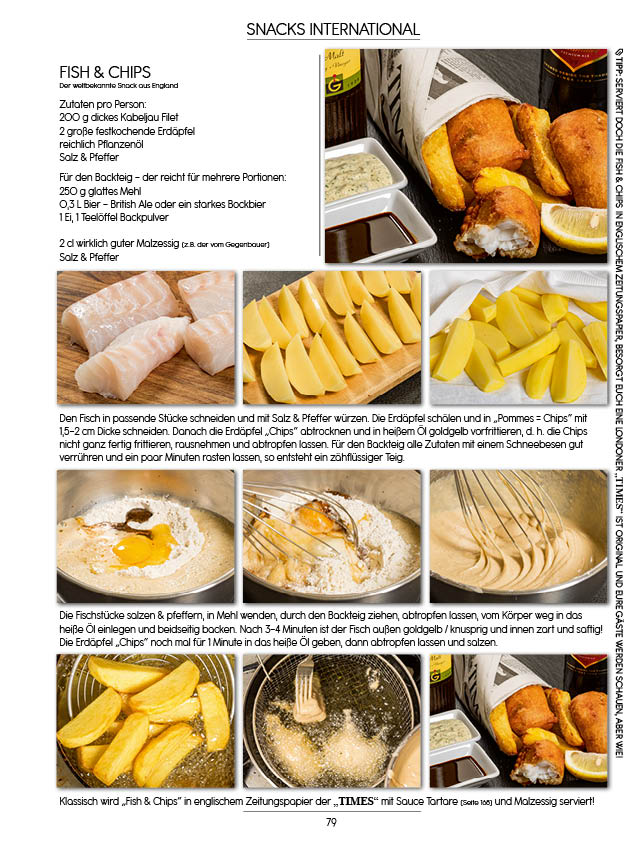 SNACKS INTERNATIONAL
FISH & CHIPS
Der weltbekannte Snack aus England
Zutaten pro Person:
200 g dickes Kabeljau Filet
2 große festkochende Erdäpfel
reichlich Pflanzenöl
Salz & Pfeffer
Für den Backteig – der reicht für mehrere Portionen:
250 g glattes Mehl
0,3 L Bier – British Ale oder ein starkes Bockbier
1 Ei, 1 Teelöffel Backpulver
2 cl wirklich guter Malzessig (z.B. der vom Gegenbauer)
Salz & Pfeffer
Malt
Vinegar
G
TIPP: SERVIERT DOCH DIE FISH & CHIPS IN ENGLISCHEM ZEITUNGSPAPIER, BESORGT EUCH EINE LONDONER „TIMES“ IST ORIGINAL UND EURE GÄSTE WERDEN SCHAUEN, ABER WIE!
Den Fisch in passende Stücke schneiden und mit Salz & Pfeffer würzen. Die Erdäpfel schälen und in „Pommes = Chips“ mit
1,5–2 cm Dicke schneiden. Danach die Erdäpfel „Chips“ abtrocknen und in heißem Öl goldgelb vorfrittieren, d. h. die Chips
nicht ganz fertig frittieren, rausnehmen und abtropfen lassen. Für den Backteig alle Zutaten mit einem Schneebesen gut
verrühren und ein paar Minuten rasten lassen, so entsteht ein zähflüssiger Teig.
Die Fischstücke salzen & pfeffern, in Mehl wenden, durch den Backteig ziehen, abtropfen lassen, vom Körper weg in das
heiße Öl einlegen und beidseitig backen. Nach 3–4 Minuten ist der Fisch außen goldgelb / knusprig und innen zart und saftig!
Die Erdäpfel „Chips“ noch mal für 1 Minute in das heiße Öl geben, dann abtropfen lassen und salzen.
Klassisch wird „Fish & Chips“ in englischem Zeitungspapier der „TIMES“ mit Sauce Tartare (Seite 168) und Malzessig serviert!
79